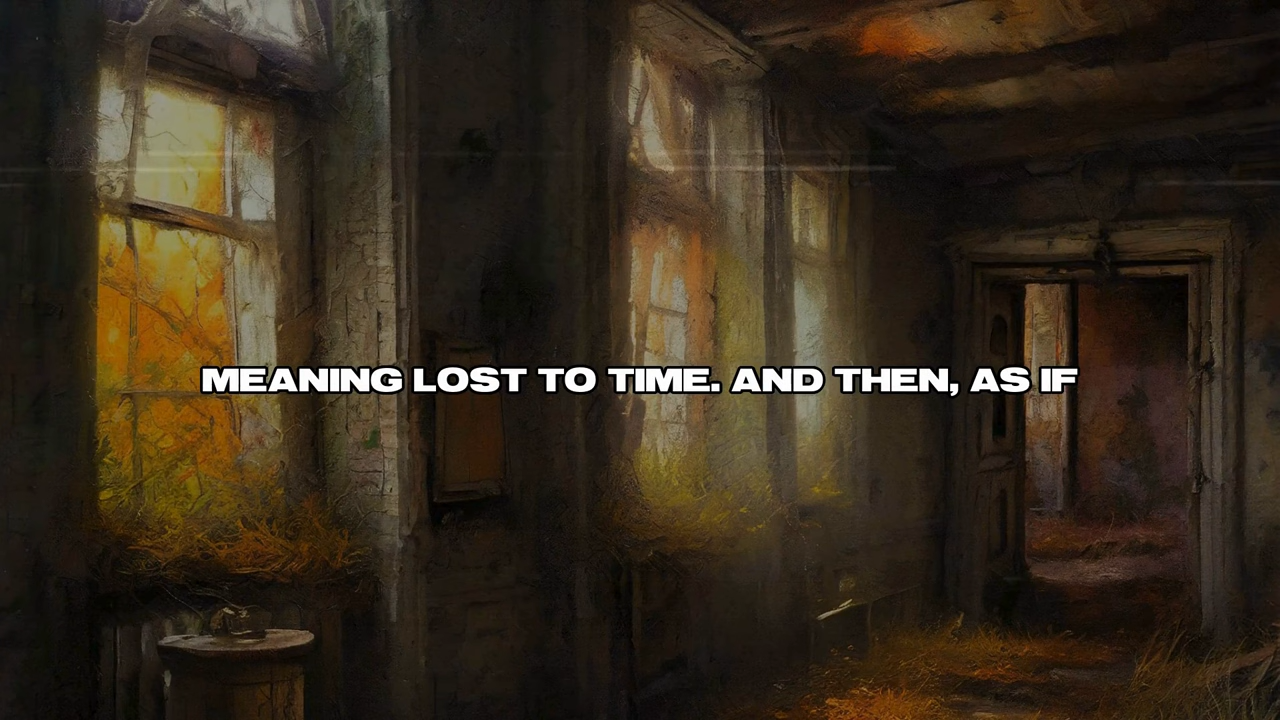 MEANING LOST TO TIME. AND THEN, AS IF